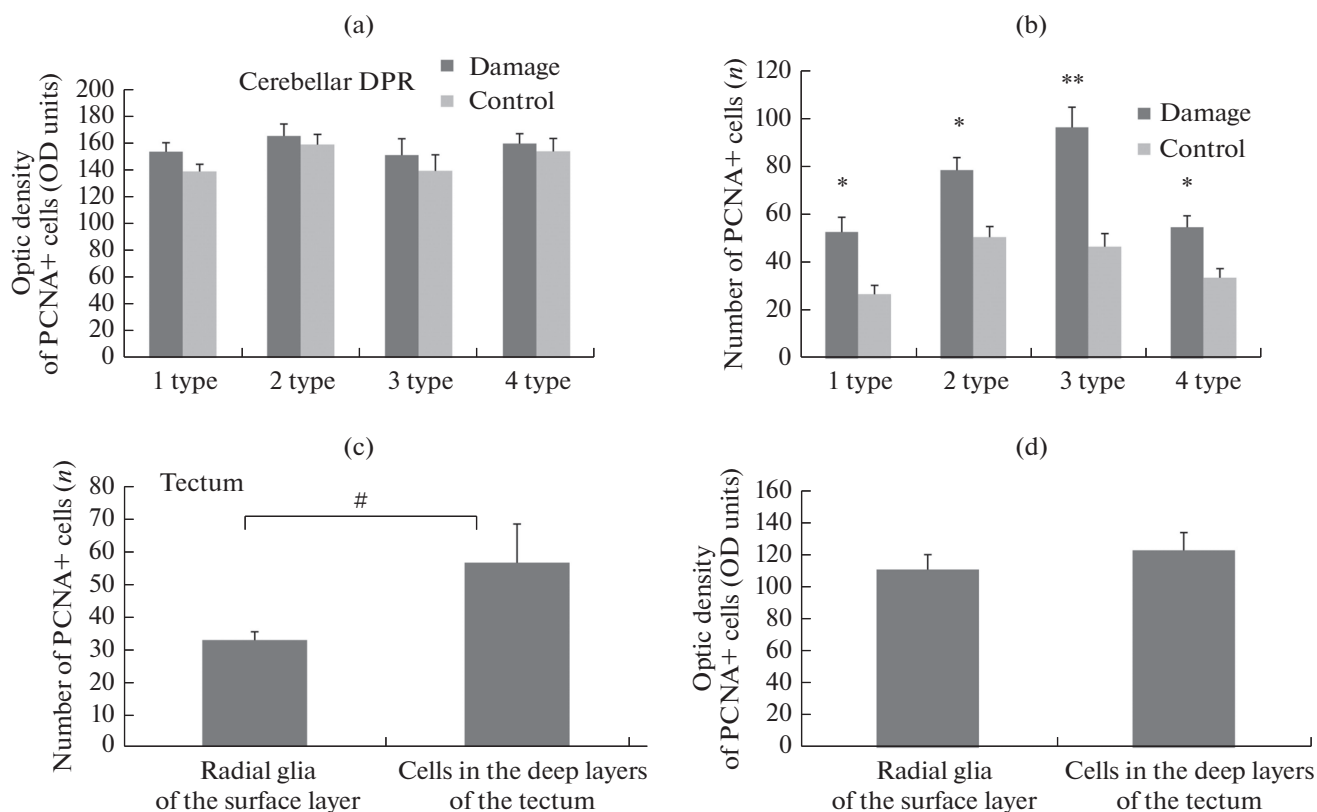 (a)
Damage
Control
Cerebellar DPR
Optic density
of PCNA+ cells (OD units)
200
180
160
140
120
100
80
60
40
20
0
1 type
2 type
3 type
4 type
(b)
Damage
Control
Number of PCNA+ cells (n)
120
100
80
60
40
20
0
*
*
**
*
1 type
2 type
3 type
4 type
(c)
Tectum
#
Number of PCNA+ cells (n)
80
70
60
50
40
30
20
10
0
Radial glia
of the surface layer
Cells in the deep layers
of the tectum
(d)
Optic density
of PCNA+ cells (OD units)
160
140
120
100
80
60
40
20
0
Radial glia
of the surface layer
Cells in the deep layers
of the tectum